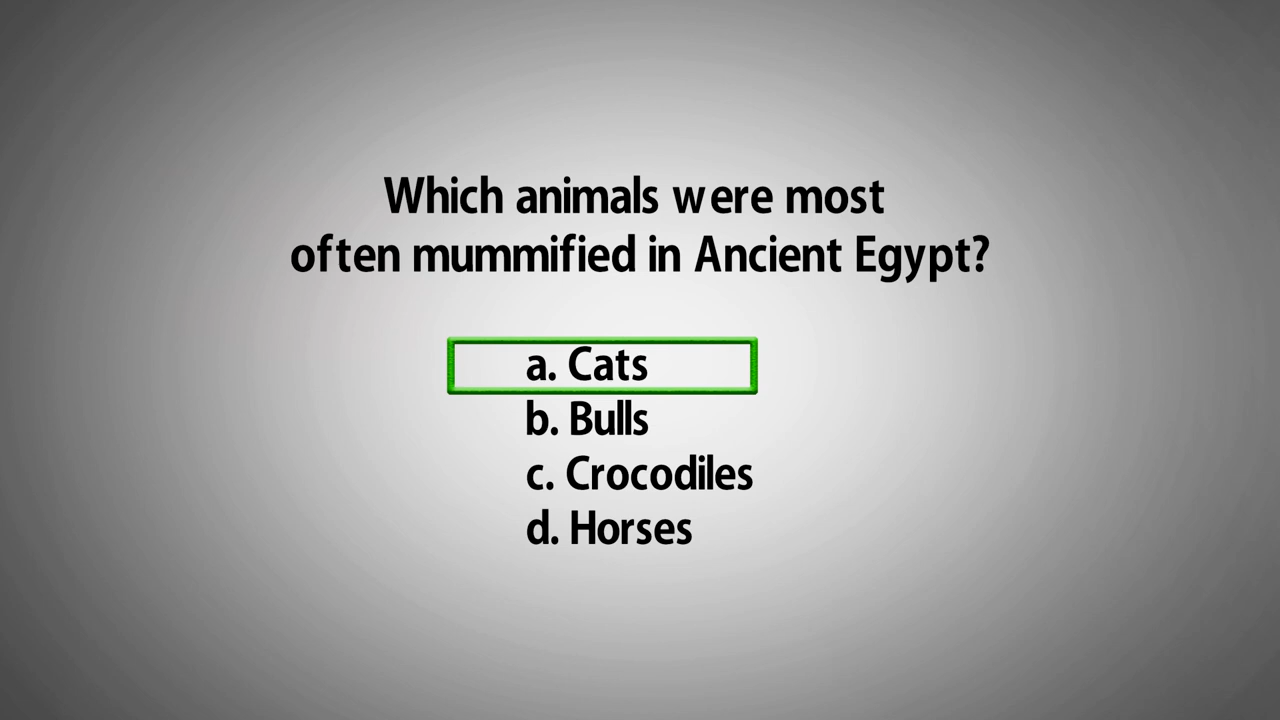 Which animals were most
often mummified in Ancient Egypt?
a. Cats
b. Bulls
c. Crocodiles
d. Horses